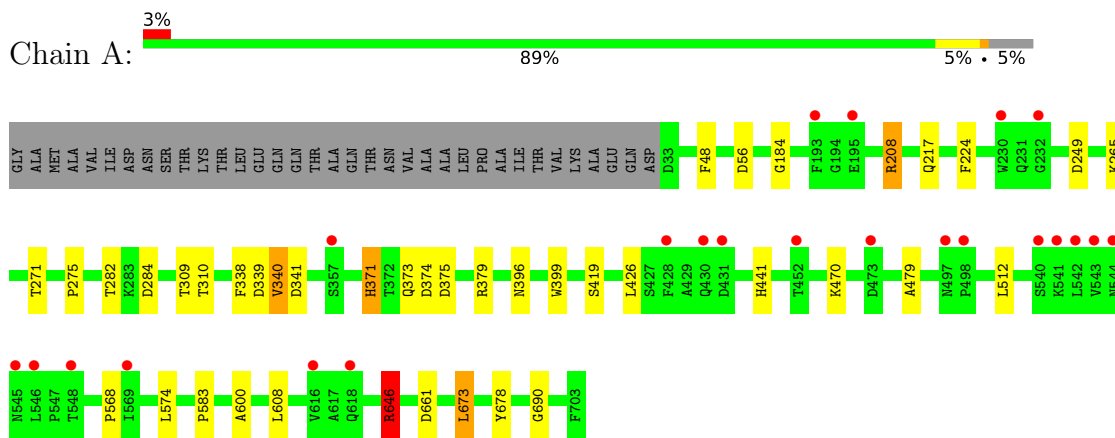 3%
Chain A:
89% 5% • 5%
GLY ALA MET ALA ALA VAL ILE ASP ASN SER THR LYS THR LEU GLU GLN GLN THR ALA GLN THR ASN VAL ALA ALA LEU PRO ALA ILE THR VAL LYS ALA GLU GLN ASP D33 F48 D56 G184 F193 G194 E195 R208 Q217 F224 W230 Q231 G232 D249 K265
T271 P275 T282 K283 D284 T309 T310 F338 D339 V340 D341 S357 H371 T372 Q373 D374 D375 R379 N396 W399 S419 L426 S427 F428 A429 Q430 D431 H441 T452 K470 D473 A479 N497 P498 L512 S540 K541 L542 V543 N544
N545 L546 P547 T548 P568 I569 L574 P583 A600 L608 V616 A617 Q618 R646 D661 L673 Y678 G690 F703